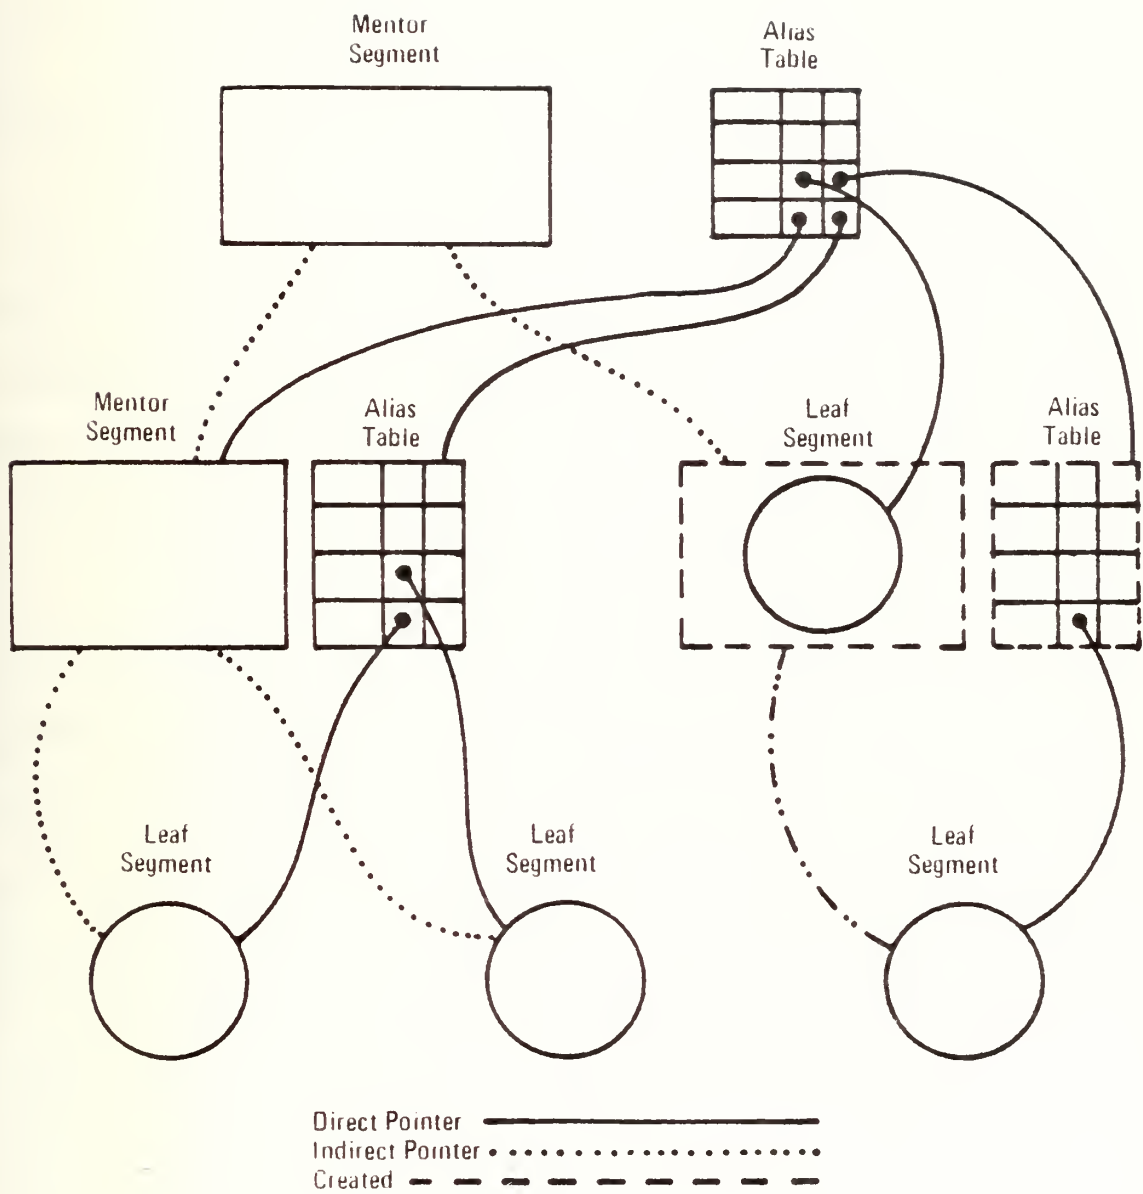 Mentor
Segment
Alias
Table
Mentor
Segment
Alias
Table
Leaf
Segment
Alias
Table
Leaf
Segment
Leaf
Segment
Leaf
Segment
Direct Pointer
Indirect Pointer
Created